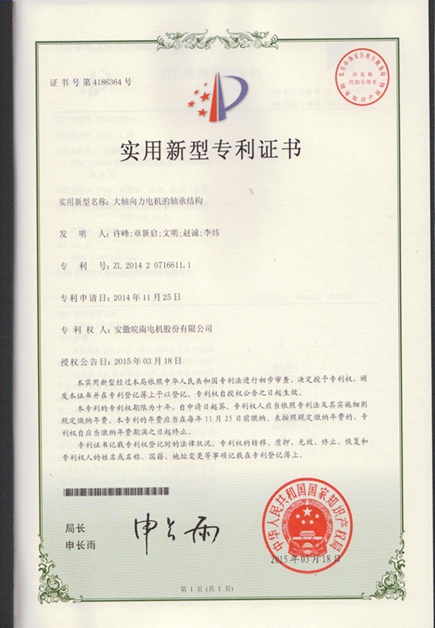 证书号第4186364号
实用新型专利证书
实用新型名称：大轴向力电机的轴承结构
发明人：许峰;章新启;文明;赵诚;李炜
专利号：ZL 2014 2 0716611.1
专利申请日：2014年11月25日
专利权人：安徽皖南电机股份有限公司
授权公告日：2015年03月18日
本实用新型经过本局依照中华人民共和国专利法进行初步审查，决定授予专利权，颁
发本证书并在专利登记簿上予以登记。专利权自授权公告之日起生效。
本专利的专利权期限为十年，自申请日起算。专利权人应当依照专利法及其实施细则
规定缴纳年费。本专利的年费应当在每年11月25日前缴纳。未按照规定缴纳年费的，专
利权自应当缴纳年费期满之日起终止。
专利证书记载专利权登记时的法律状况。专利权的转移、质押、无效、终止、恢复和
专利权人的姓名或名称、国籍、地址变更等事项记载在专利登记簿上。
局长
申长雨
申长雨
中华人民共和国国家知识产权局
2015年03月18日
第1页(共1页)